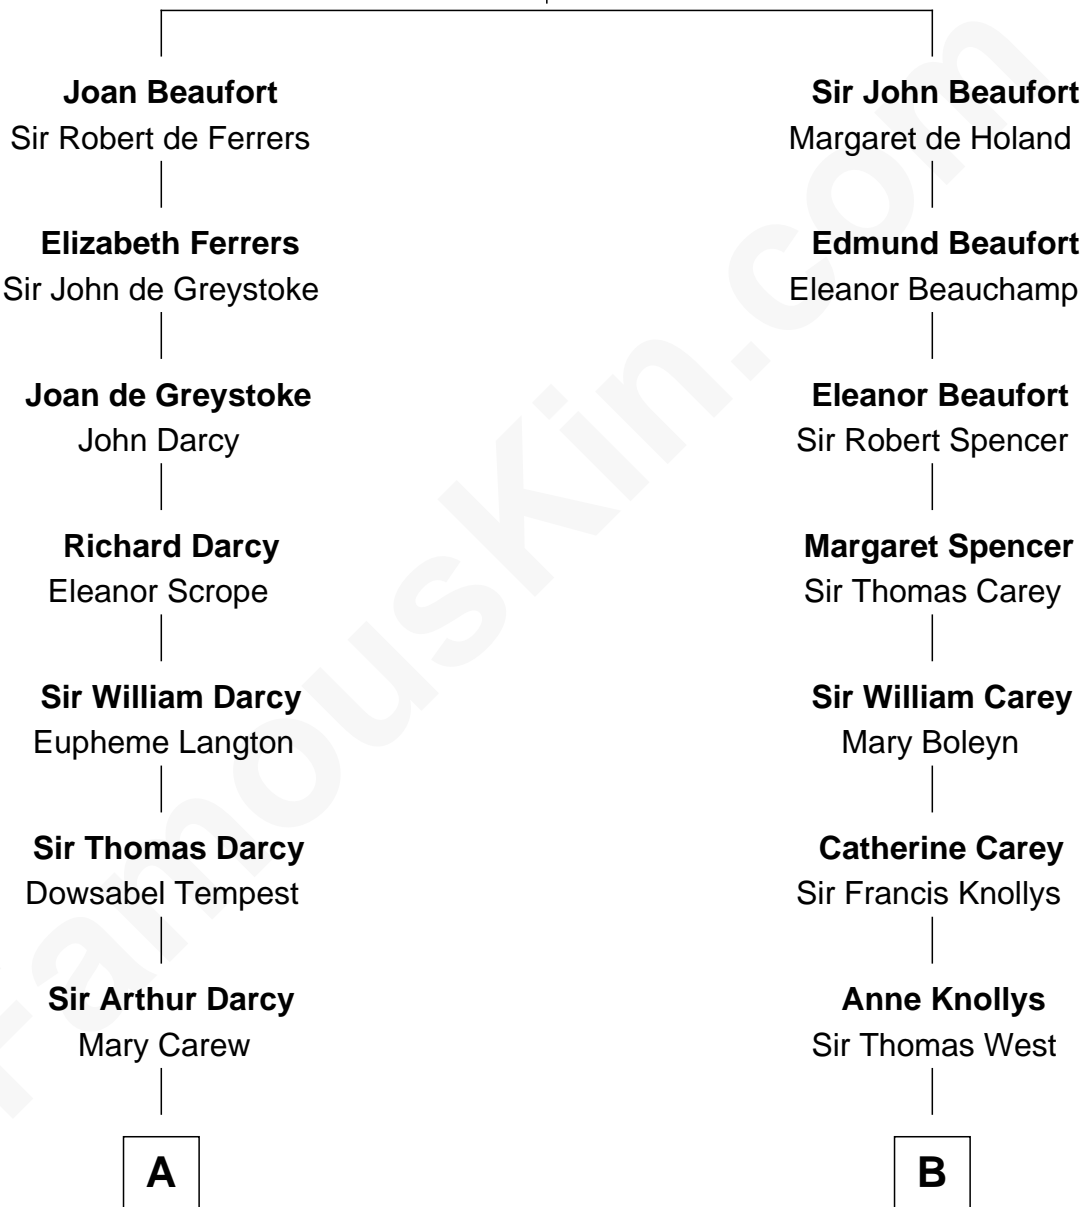 Joan Beaufort
Sir Robert de Ferrers
Elizabeth Ferrers
Sir John de Greystoke
Joan de Greystoke
John Darcy
Richard Darcy
Eleanor Scrope
Sir William Darcy
Eupheme Langton
Sir Thomas Darcy
Dowsabel Tempest
Sir Arthur Darcy
Mary Carew
A
Sir John Beaufort
Margaret de Holand
Edmund Beaufort
Eleanor Beauchamp
Eleanor Beaufort
Sir Robert Spencer
Margaret Spencer
Sir Thomas Carey
Sir William Carey
Mary Boleyn
Catherine Carey
Sir Francis Knollys
Anne Knollys
Sir Thomas West
B
FamousKin.com